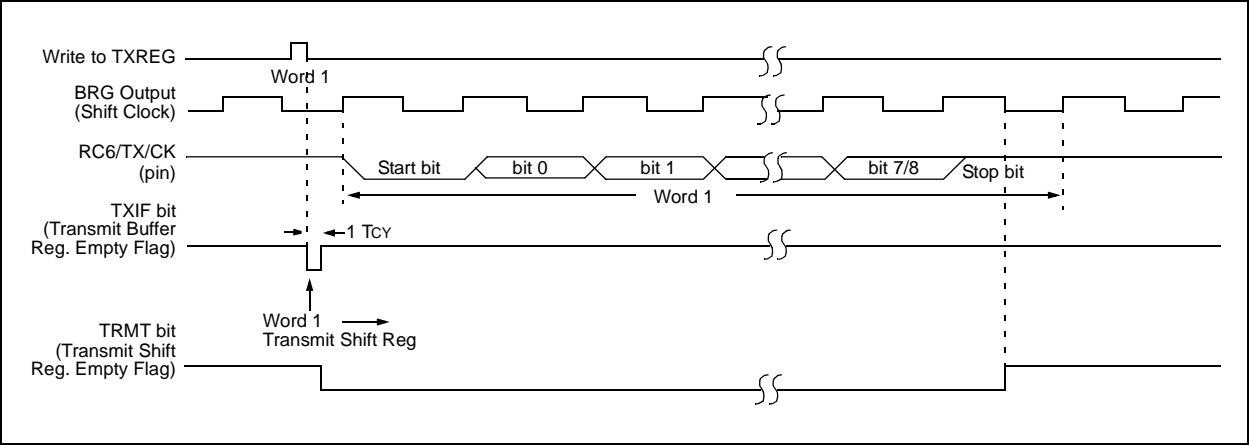 Write to TXREG
Word 1
BRG Output
(Shift Clock)
RC6/TX/CK
(pin)
Start bit
bit 0
bit 1
bit 7/8
Stop bit
Word 1
TXIF bit
(Transmit Buffer
Reg. Empty Flag)
1 TCY
Word 1
Transmit Shift Reg
TRMT bit
(Transmit Shift
Reg. Empty Flag)